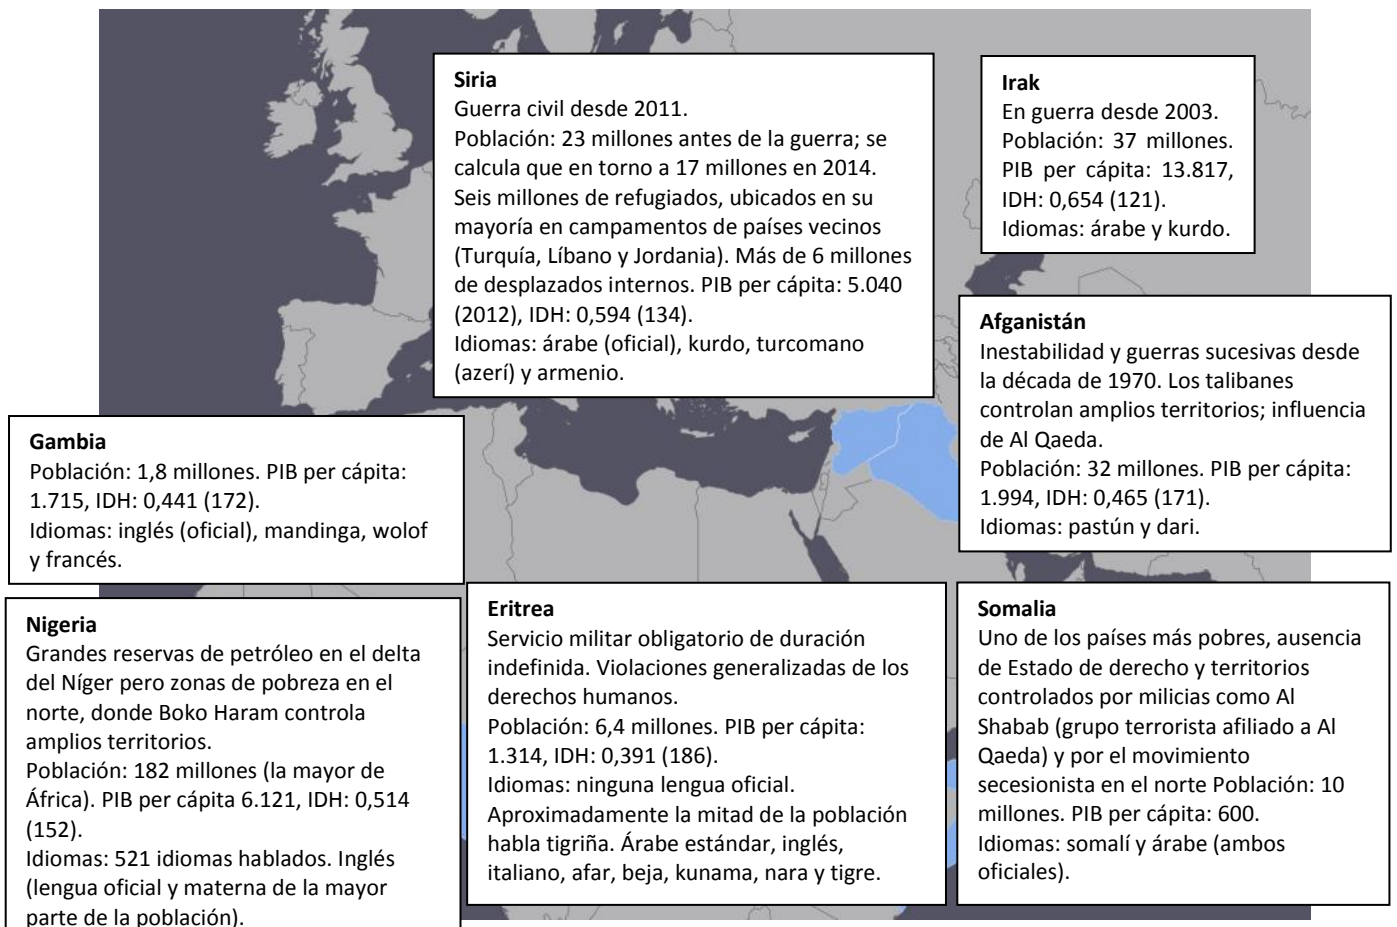 Siria
Guerra civil desde 2011.
Población: 23 millones antes de la guerra; se
calcula que en torno a 17 millones en 2014.
Seis millones de refugiados, ubicados en su
mayoría en campamentos de países vecinos
(Turquía, Líbano y Jordania). Más de 6 millones
de desplazados internos. PIB per cápita: 5.040
(2012), IDH: 0,594 (134).
Idiomas: árabe (oficial), kurdo, turcomano
(azerí) y armenio.
Irak
En guerra desde 2003.
Población: 37 millones.
PIB per cápita: 13.817,
IDH: 0,654 (121).
Idiomas: árabe y kurdo.
Afganistán
Inestabilidad y guerras sucesivas desde
la década de 1970. Los talibanes
controlan amplios territorios; influencia
de Al Qaeda.
Población: 32 millones. PIB per cápita:
1.994, IDH: 0,465 (171).
Idiomas: pastún y dari.
Gambia
Población: 1,8 millones. PIB per cápita:
1.715, IDH: 0,441 (172).
Idiomas: inglés (oficial), mandinga, wolof
y francés.
Nigeria
Grandes reservas de petróleo en el delta
del Níger pero zonas de pobreza en el
norte, donde Boko Haram controla
amplios territorios.
Población: 182 millones (la mayor de
África). PIB per cápita 6.121, IDH: 0,514
(152).
Idiomas: 521 idiomas hablados. Inglés
(lengua oficial y materna de la mayor
parte de la población).
Eritrea
Servicio militar obligatorio de duración
indefinida. Violaciones generalizadas de los
derechos humanos.
Población: 6,4 millones. PIB per cápita:
1.314, IDH: 0,391 (186).
Idiomas: ninguna lengua oficial.
Aproximadamente la mitad de la población
habla tigriña. Árabe estándar, inglés,
italiano, afar, beja, kunama, nara y tigre.
Somalia
Uno de los países más pobres, ausencia
de Estado de derecho y territorios
controlados por milicias como Al
Shabab (grupo terrorista afiliado a Al
Qaeda) y por el movimiento
secesionista en el norte Población: 10
millones. PIB per cápita: 600.
Idiomas: somalí y árabe (ambos
oficiales).